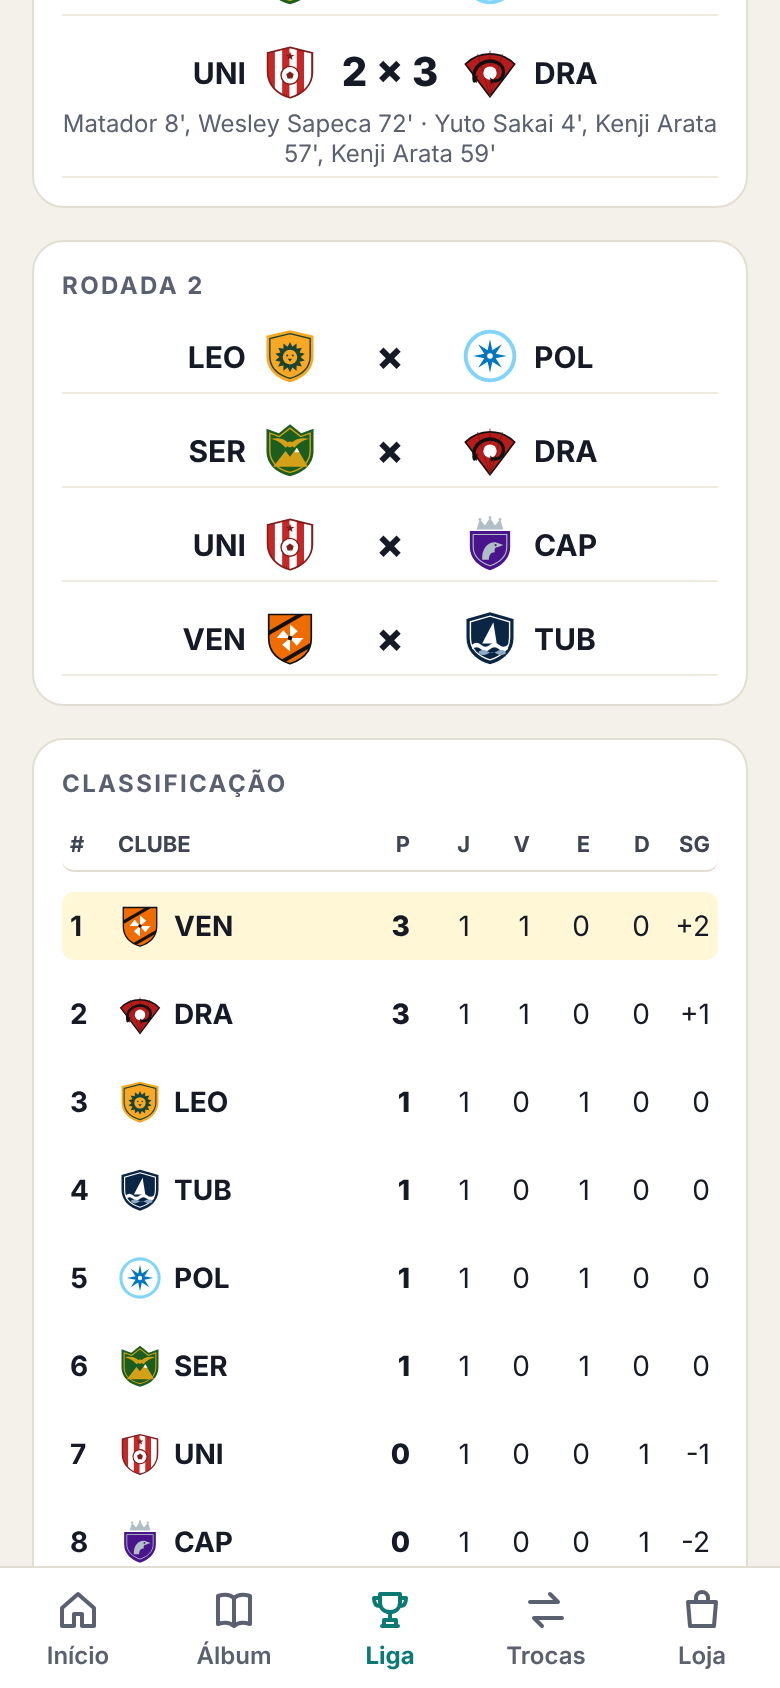 UNI 2 × 3 DRA
Matador 8', Wesley Sapeca 72' · Yuto Sakai 4', Kenji Arata
57', Kenji Arata 59'
RODADA 2
LEO × POL
SER × DRA
UNI × CAP
VEN × TUB
CLASSIFICAÇÃO
# CLUBE P J V E D SG
1 VEN 3 1 1 0 0 +2
2 DRA 3 1 1 0 0 +1
3 LEO 1 1 0 1 0 0
4 TUB 1 1 0 1 0 0
5 POL 1 1 0 1 0 0
6 SER 1 1 0 1 0 0
7 UNI 0 1 0 0 1 -1
8 CAP 0 1 0 0 1 -2
Início Álbum Liga Trocas Loja